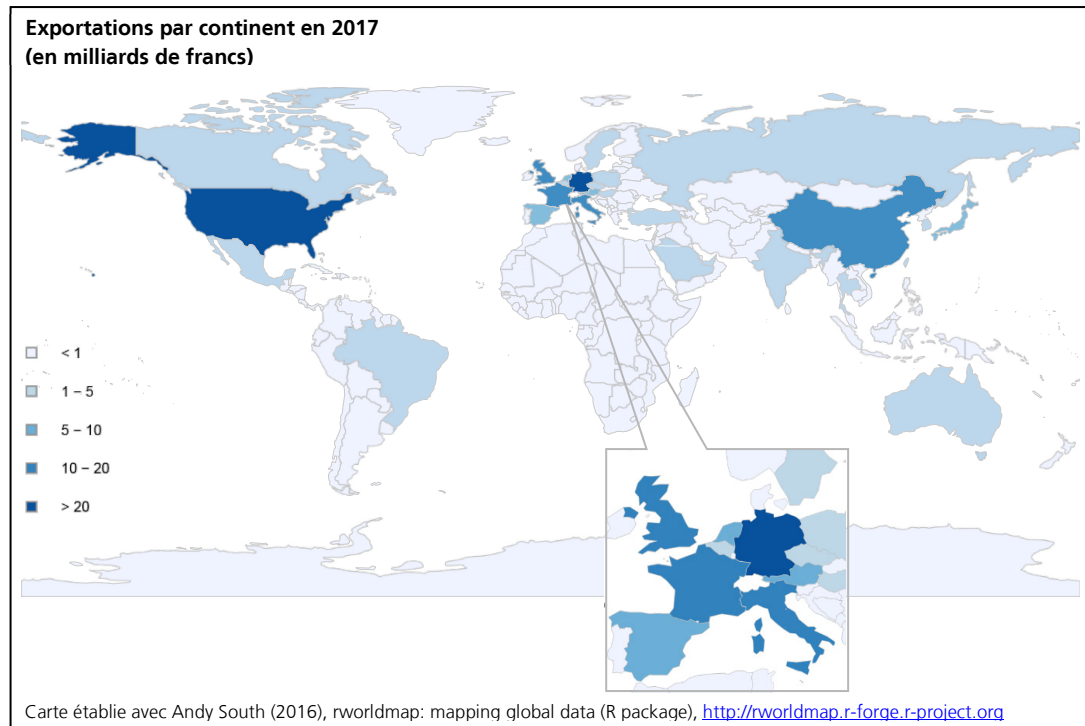 Exportations par continent en 2017
(en milliards de francs)
< 1
1 – 5
5 – 10
10 – 20
> 20
Carte établie avec Andy South (2016), rworldmap: mapping global data (R package), http://rworldmap.r-forge.r-project.org